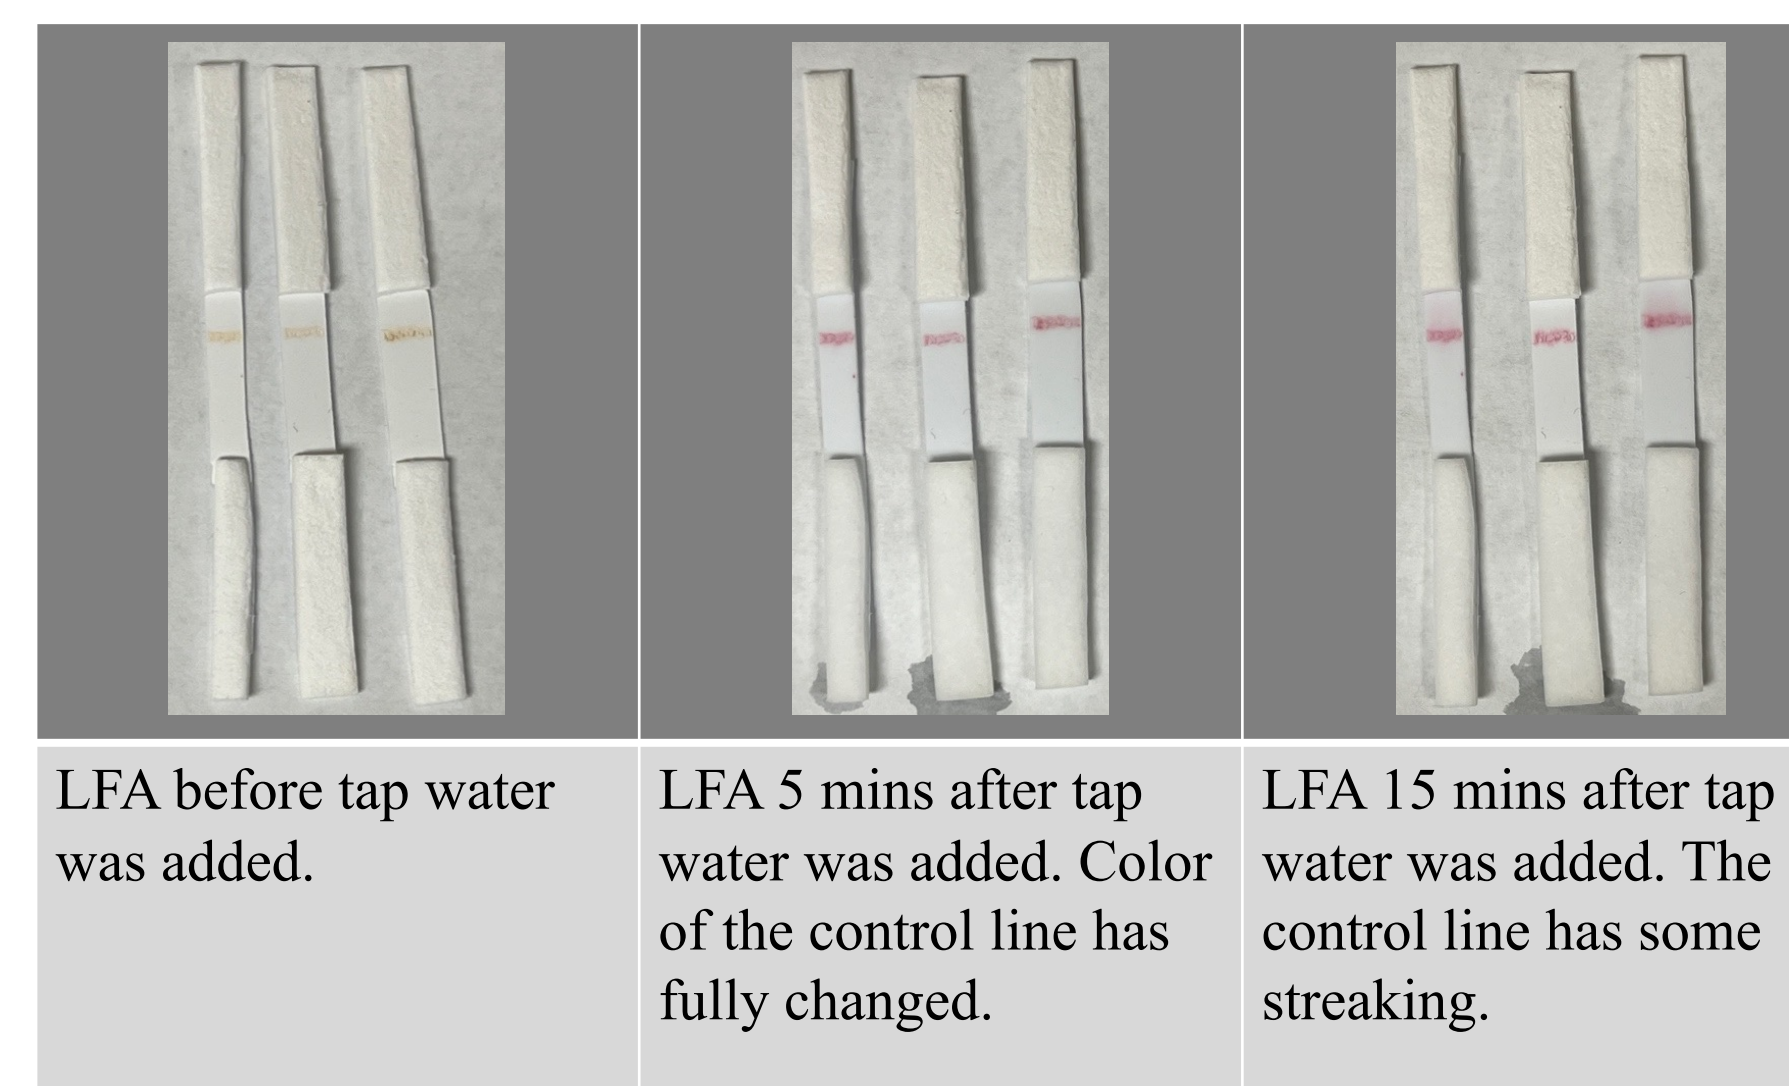 LFA before tap water
was added.
LFA 5 mins after tap
water was added. Color
of the control line has
fully changed.
LFA 15 mins after tap
water was added. The
control line has some
streaking.